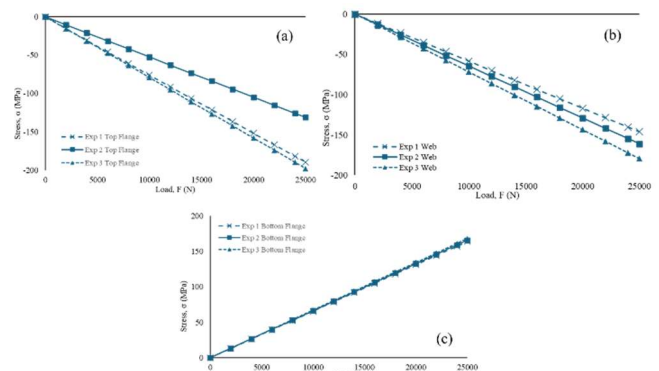 (a)
0
-50
-100
-150
-200
Stress, σ (MPa)
Exp 1 Top Flange
Exp 2 Top Flange
Exp 3 Top Flange
0 5000 10000 15000 20000 25000
Load, F (N)
(b)
0
-50
-100
-150
-200
Stress, σ (MPa)
Exp 1 Web
Exp 2 Web
Exp 3 Web
0 5000 10000 15000 20000 25000
Load, F (N)
200
150
100
50
0
Stress, σ (MPa)
Exp 1 Bottom Flange
Exp 2 Bottom Flange
Exp 3 Bottom Flange
(c)
0 5000 10000 15000 20000 25000